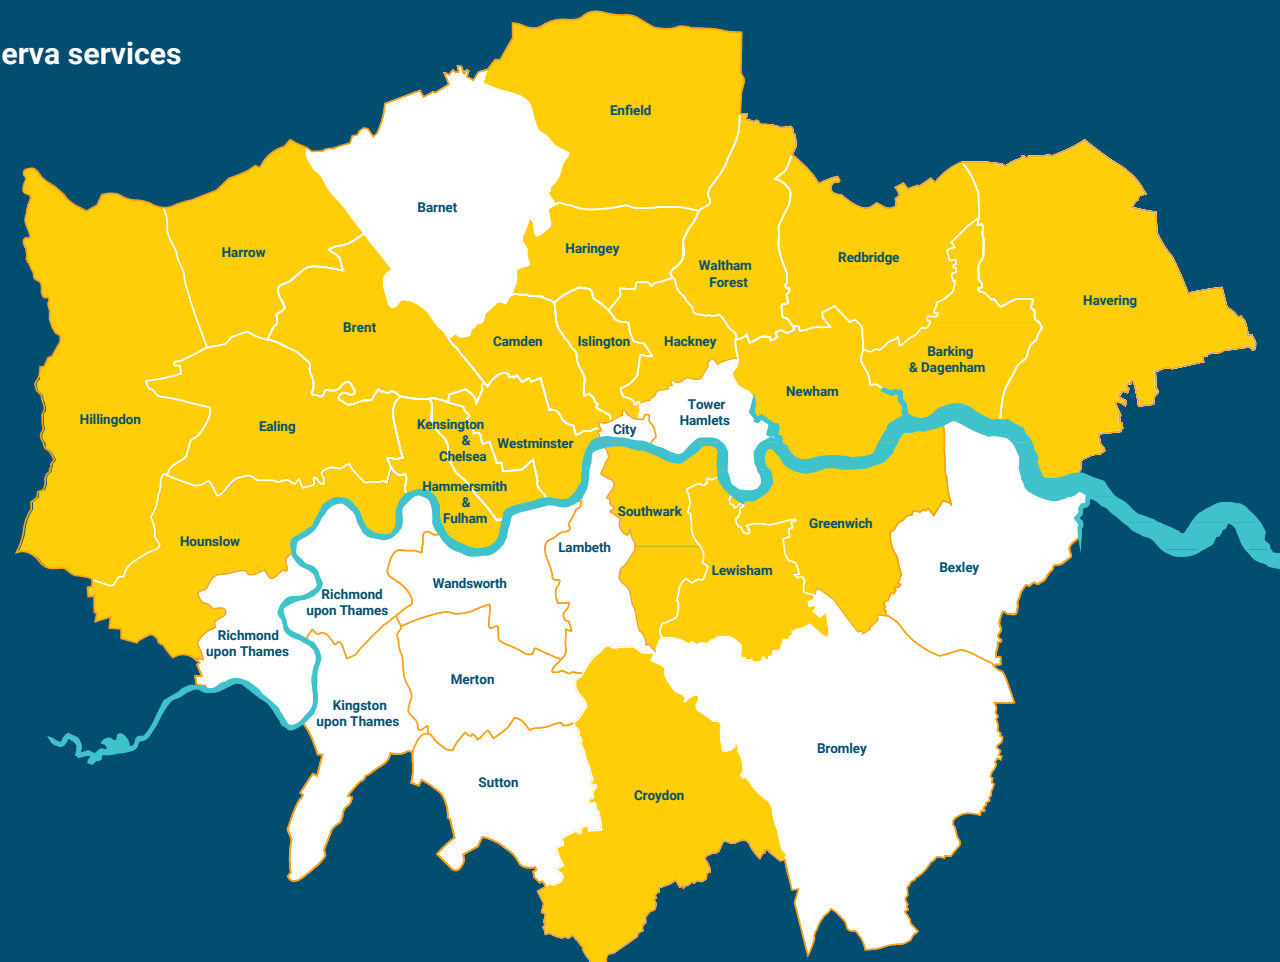 erva services
Enfield
Barnet
Harrow
Haringey
Waltham
Forest
Redbridge
Havering
Brent
Camden
Islington
Hackney
Barking
& Dagenham
Newham
Tower
Hamlets
Hillingdon
Ealing
Kensington
&
Chelsea
Westminster
City
Hammersmith
&
Fulham
Southwark
Greenwich
Hounslow
Lambeth
Lewisham
Bexley
Wandsworth
Richmond
upon Thames
Richmond
upon Thames
Merton
Kingston
upon Thames
Bromley
Sutton
Croydon